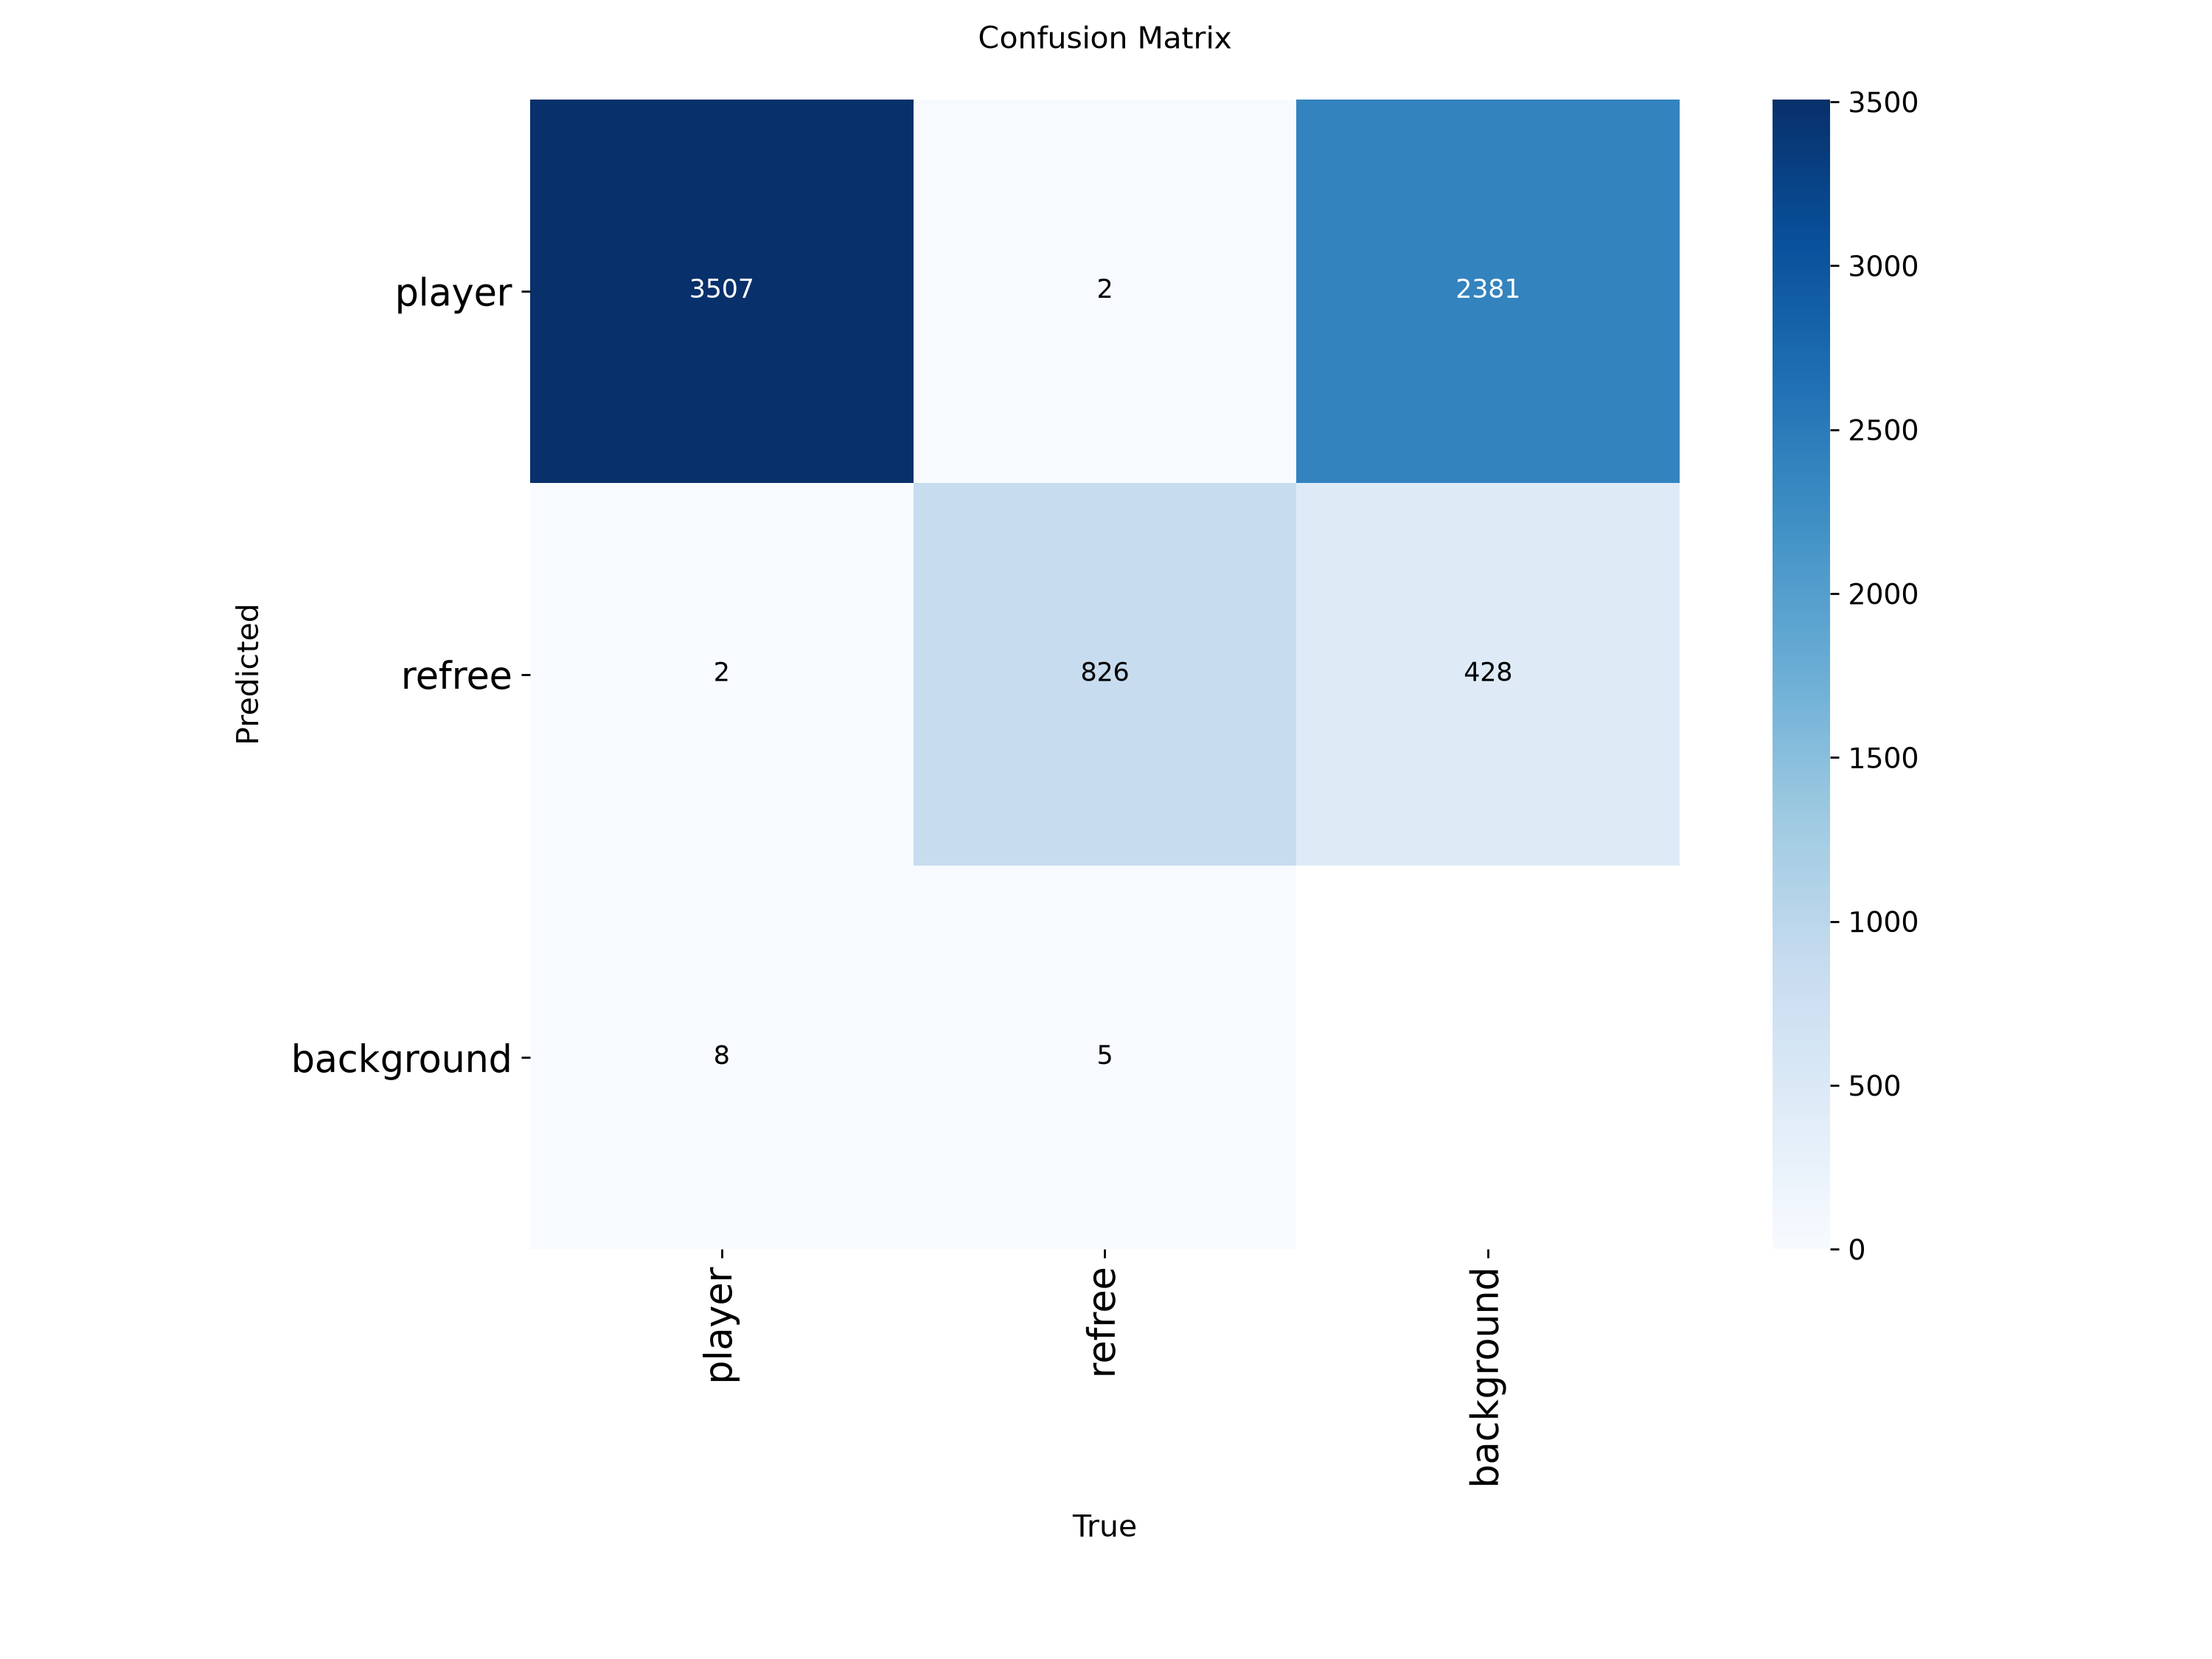 Confusion Matrix
player
3507
2
2381
refree
2
826
428
background
8
5
Predicted
player
refree
background
True
3500
3000
2500
2000
1500
1000
500
0